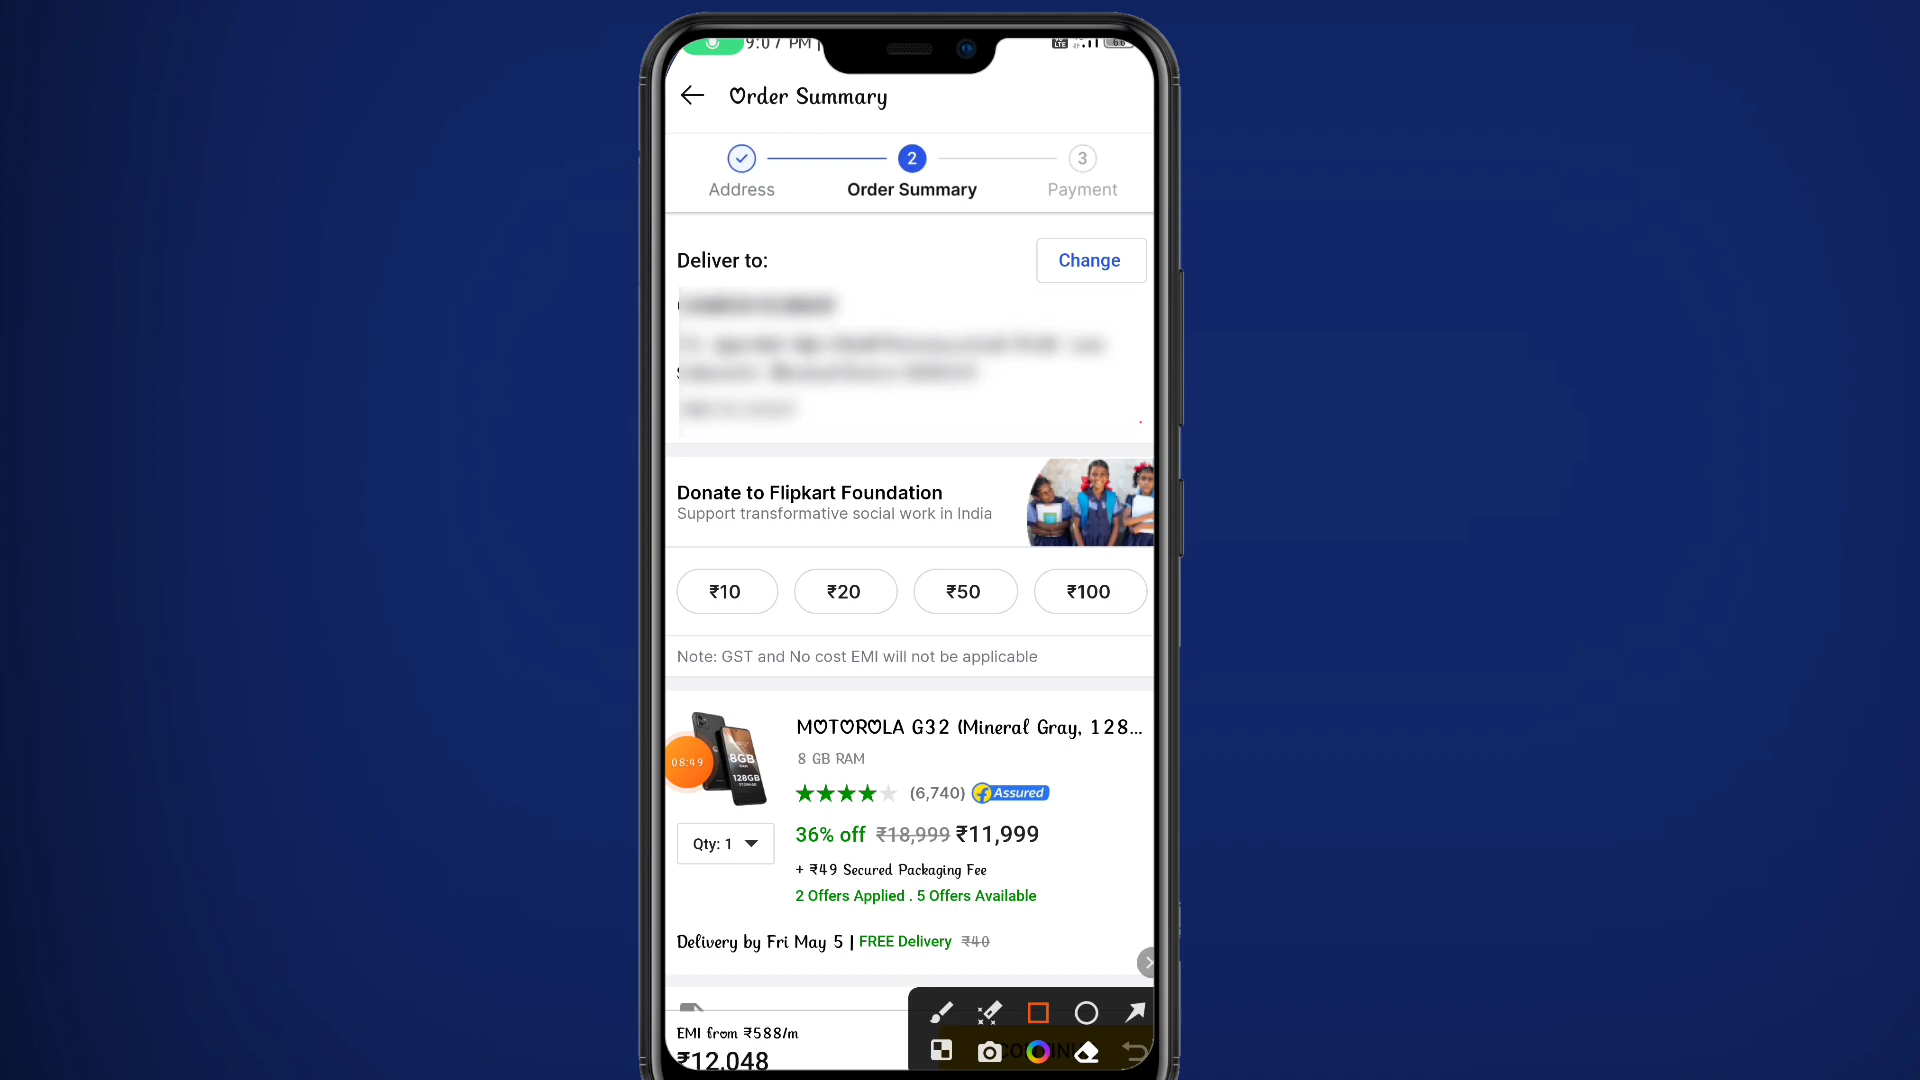 9:07 PM
Order Summary
2
3
Address
Order Summary
Payment
Deliver to:
Change
Donate to Flipkart Foundation
Support transformative social work in India
₹10
₹20
₹50
₹100
Note: GST and No cost EMI will not be applicable
MOTOROLA G32 (Mineral Gray, 128...
8 GB RAM
8GB
128GB
08:49
(6,740)
Assured
36% off ₹18,999 ₹11,999
Qty: 1
+ ₹49 Secured Packaging Fee
2 Offers Applied . 5 Offers Available
Delivery by Fri May 5 | FREE Delivery ₹40
EMI from ₹588/m
₹12,048